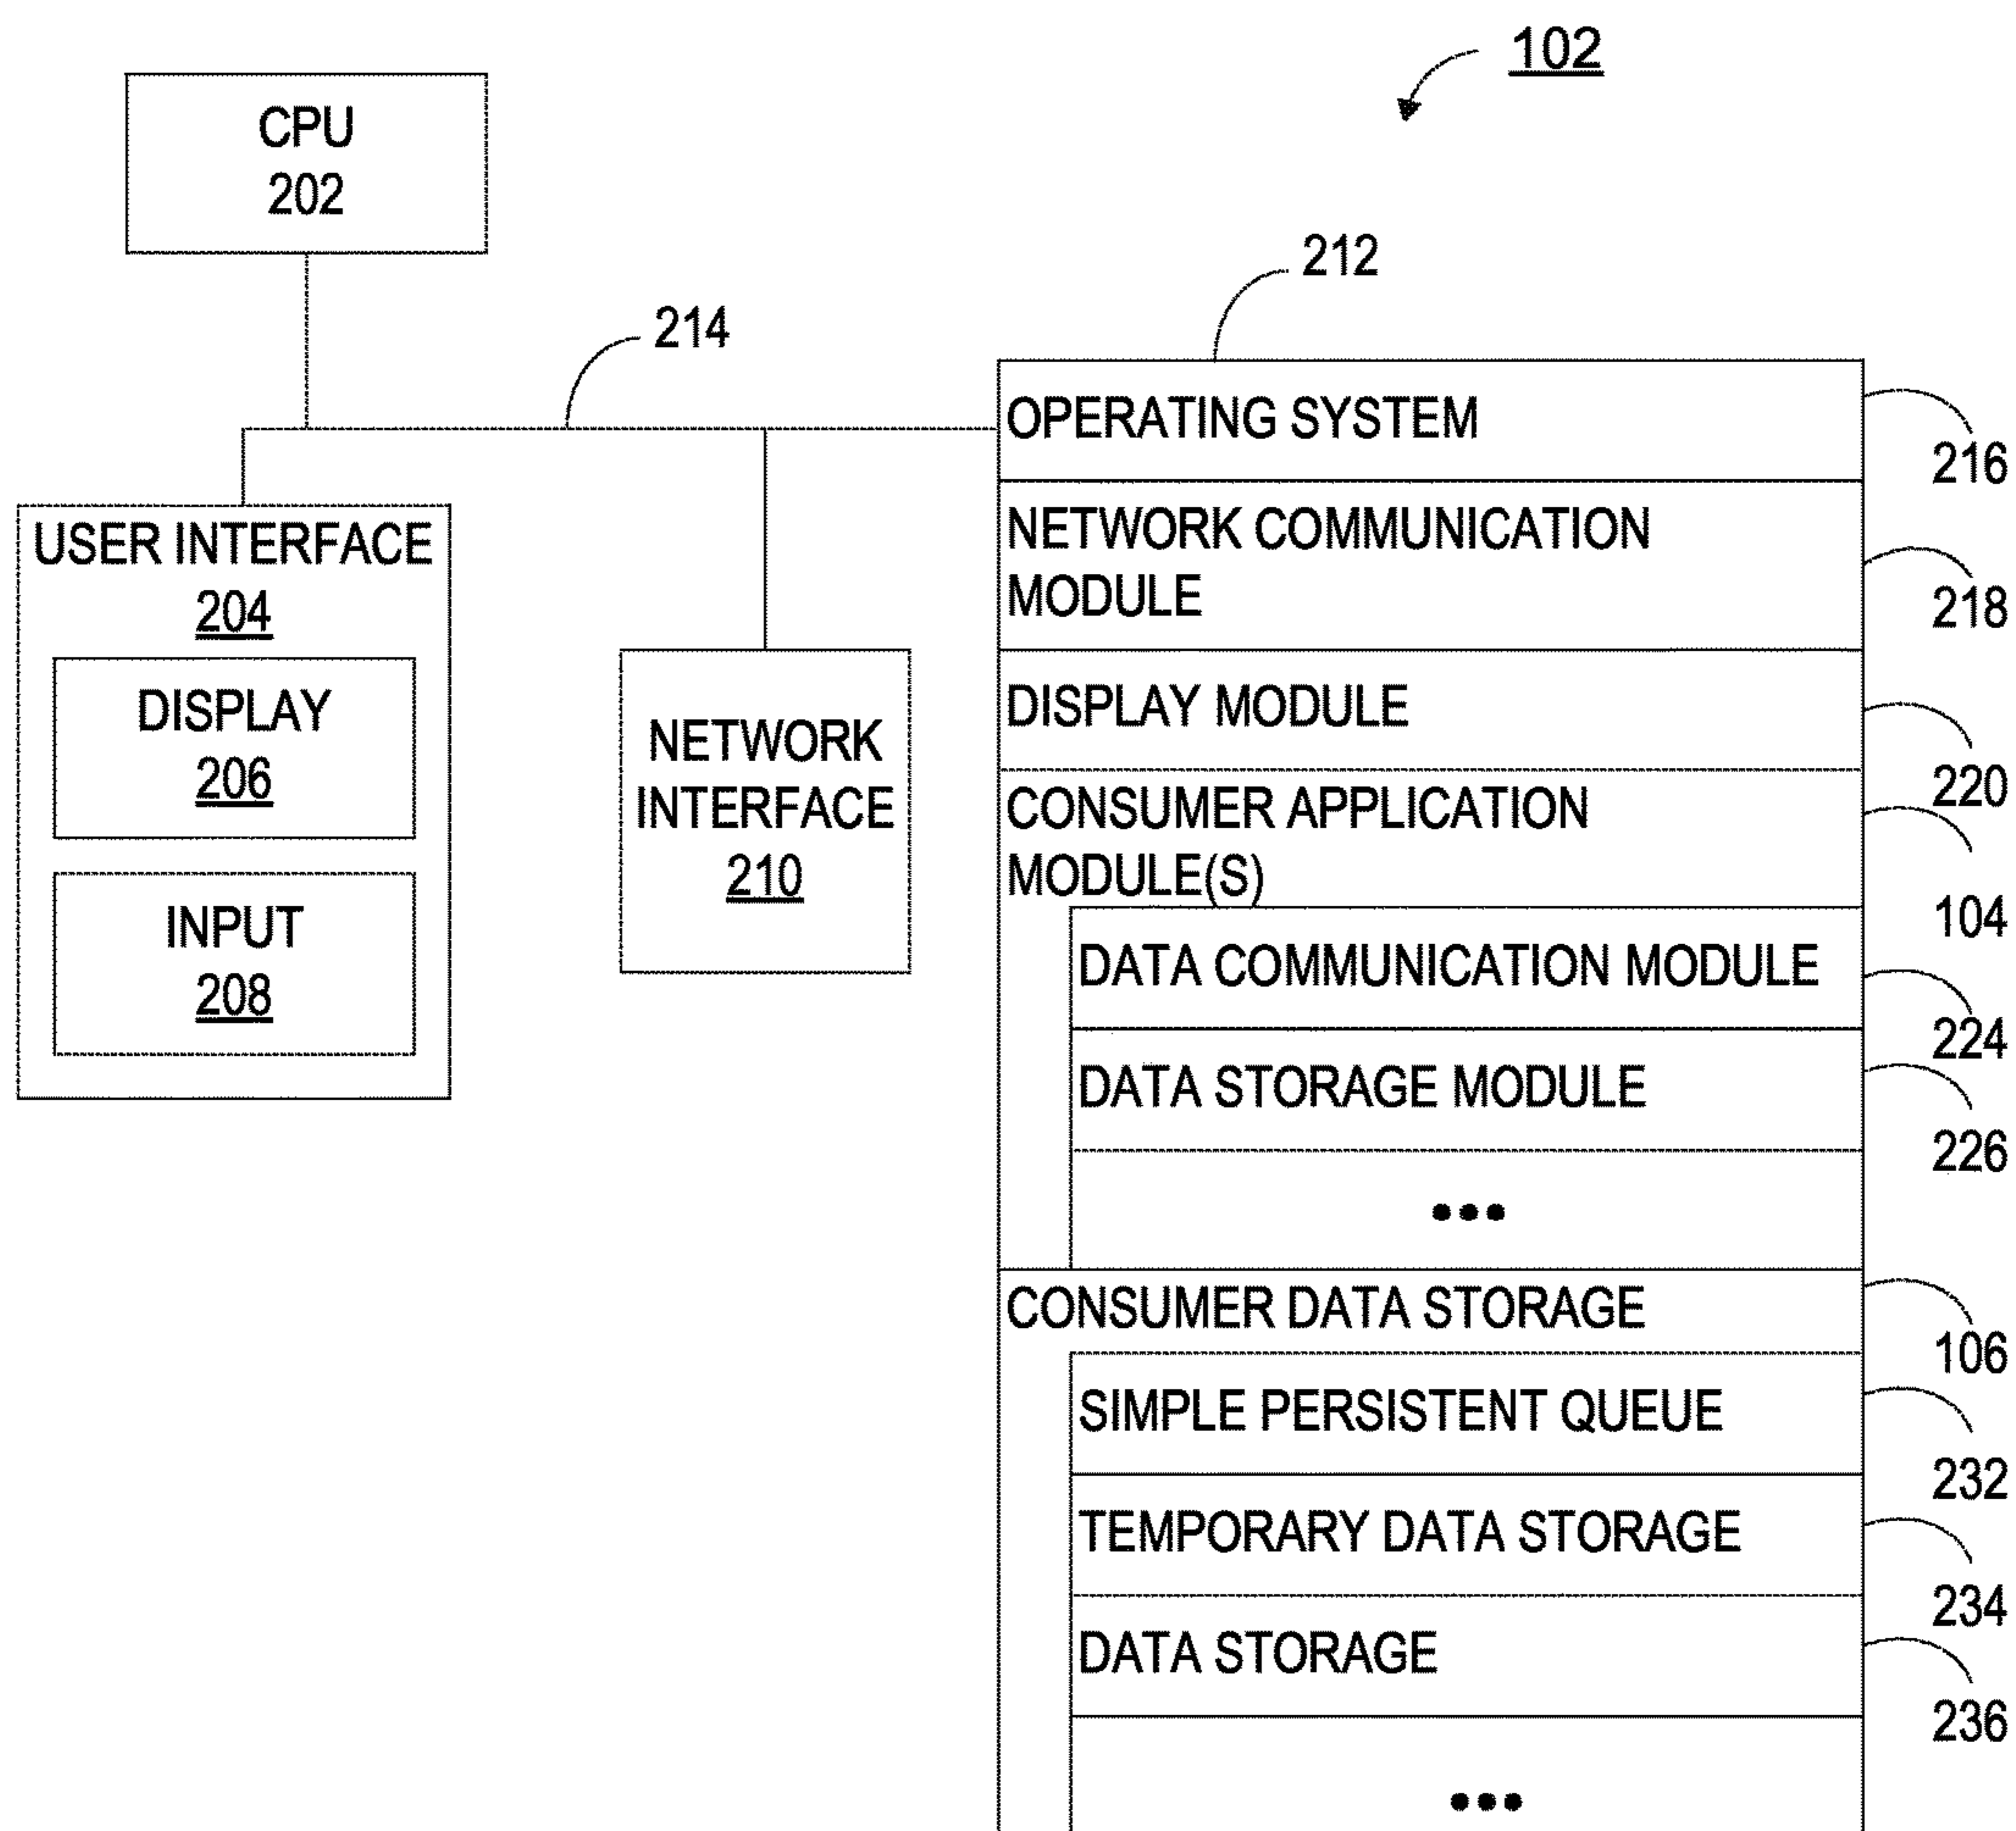 102
CPU
202
212
214
OPERATING SYSTEM
216
NETWORK COMMUNICATION
MODULE
218
USER INTERFACE
204
DISPLAY
206
INPUT
208
NETWORK
INTERFACE
210
DISPLAY MODULE
220
CONSUMER APPLICATION
MODULE(S)
104
DATA COMMUNICATION MODULE
224
DATA STORAGE MODULE
226
•••
CONSUMER DATA STORAGE
106
SIMPLE PERSISTENT QUEUE
232
TEMPORARY DATA STORAGE
234
DATA STORAGE
236
•••